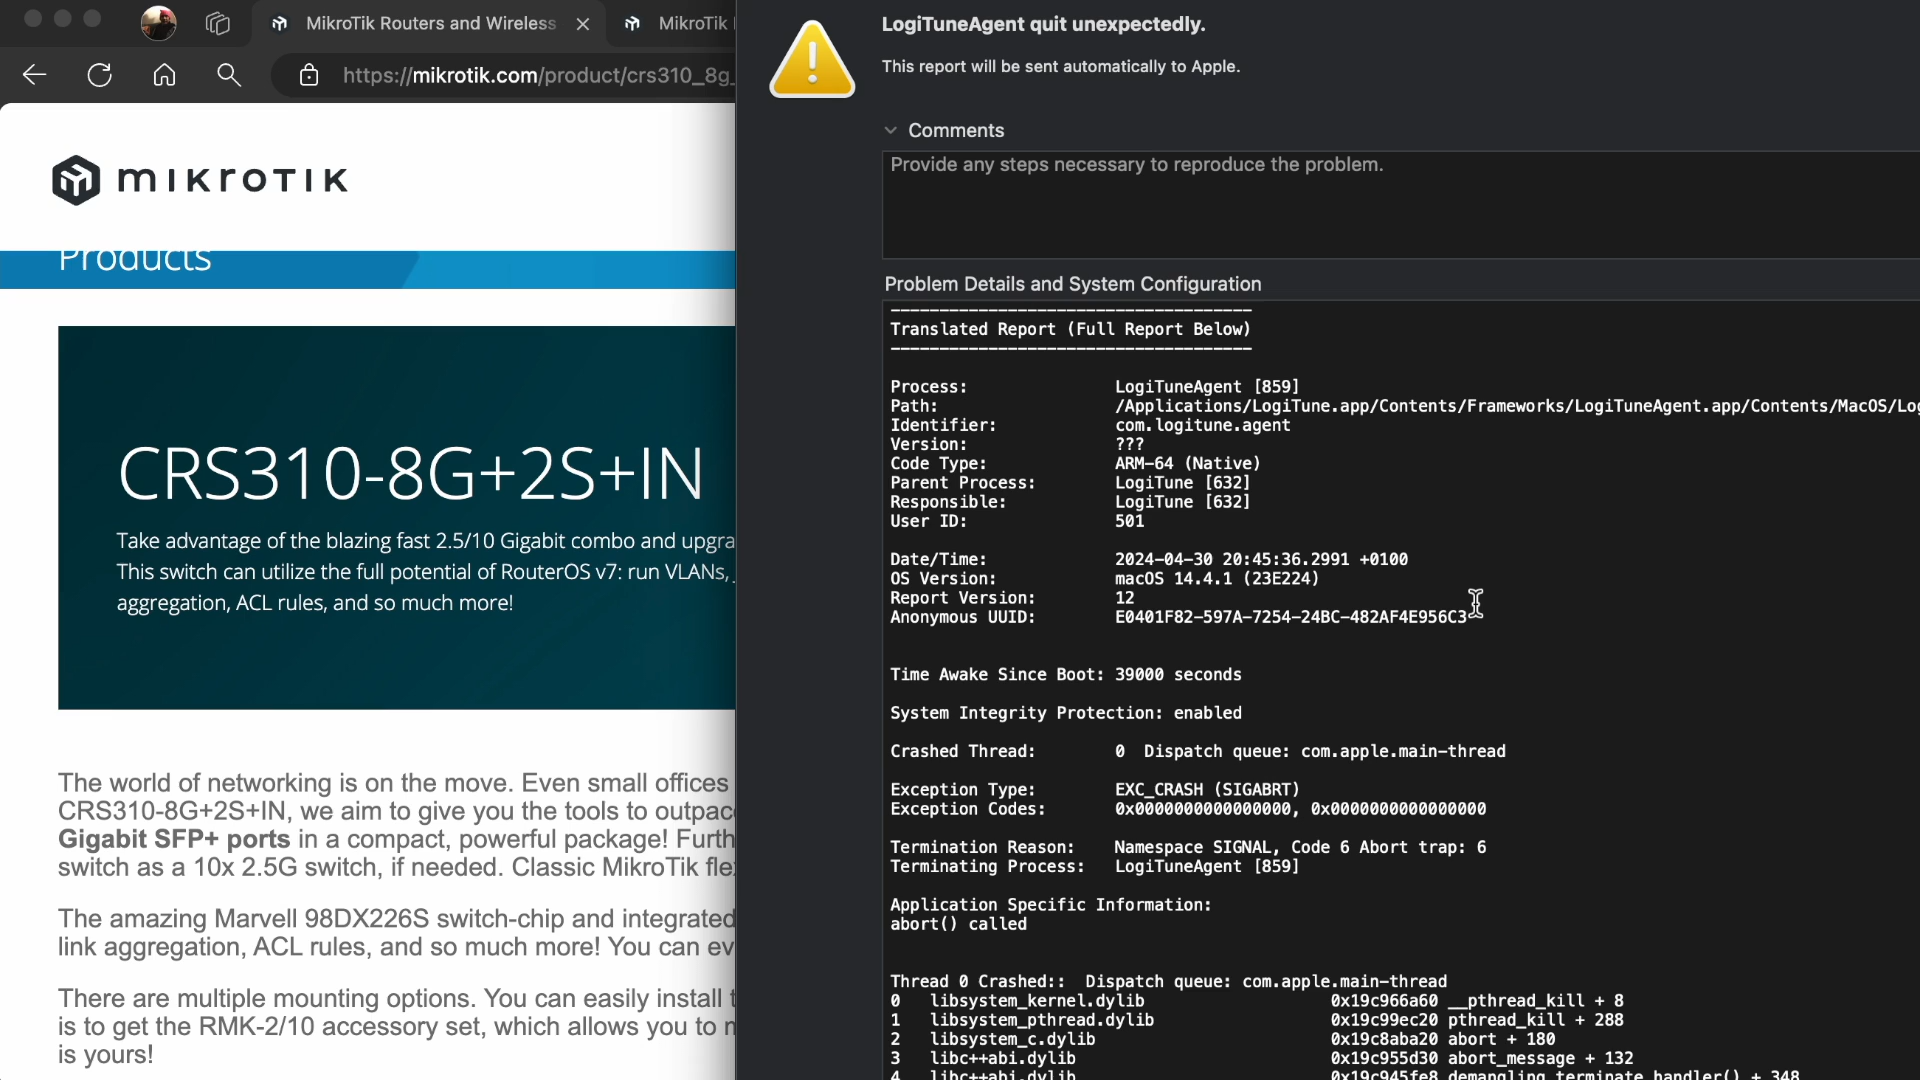 MikroTik Routers and Wireless
MikroTik
https://mikrotik.com/product/crs310_8g_
mikrotik
Products
CRS310-8G+2S+IN
Take advantage of the blazing fast 2.5/10 Gigabit combo and upgra
This switch can utilize the full potential of RouterOS v7: run VLANs,
aggregation, ACL rules, and so much more!
The world of networking is on the move. Even small offices
CRS310-8G+2S+IN, we aim to give you the tools to outpac
Gigabit SFP+ ports in a compact, powerful package! Furth
switch as a 10x 2.5G switch, if needed. Classic MikroTik fle
The amazing Marvell 98DX226S switch-chip and integrated
link aggregation, ACL rules, and so much more! You can ev
There are multiple mounting options. You can easily install t
is to get the RMK-2/10 accessory set, which allows you to m
is yours!
LogiTuneAgent quit unexpectedly.
This report will be sent automatically to Apple.
Comments
Provide any steps necessary to reproduce the problem.
Problem Details and System Configuration
-------------------------------------
Translated Report (Full Report Below)
-------------------------------------
Process: LogiTuneAgent [859]
Path: /Applications/LogiTune.app/Contents/Frameworks/LogiTuneAgent.app/Contents/MacOS/Log
Identifier: com.logitune.agent
Version: ???
Code Type: ARM-64 (Native)
Parent Process: LogiTune [632]
Responsible: LogiTune [632]
User ID: 501
Date/Time: 2024-04-30 20:45:36.2991 +0100
OS Version: macOS 14.4.1 (23E224)
Report Version: 12
Anonymous UUID: E0401F82-597A-7254-24BC-482AF4E956C3
Time Awake Since Boot: 39000 seconds
System Integrity Protection: enabled
Crashed Thread: 0 Dispatch queue: com.apple.main-thread
Exception Type: EXC_CRASH (SIGABRT)
Exception Codes: 0x0000000000000000, 0x0000000000000000
Termination Reason: Namespace SIGNAL, Code 6 Abort trap: 6
Terminating Process: LogiTuneAgent [859]
Application Specific Information:
abort() called
Thread 0 Crashed:: Dispatch queue: com.apple.main-thread
0 libsystem_kernel.dylib 0x19c966a60 __pthread_kill + 8
1 libsystem_pthread.dylib 0x19c99ec20 pthread_kill + 288
2 libsystem_c.dylib 0x19c8aba20 abort + 180
3 libc++abi.dylib 0x19c955d30 abort_message + 132
4 libc++abi.dylib 0x19c945fe8 demangling_terminate_handler() + 348